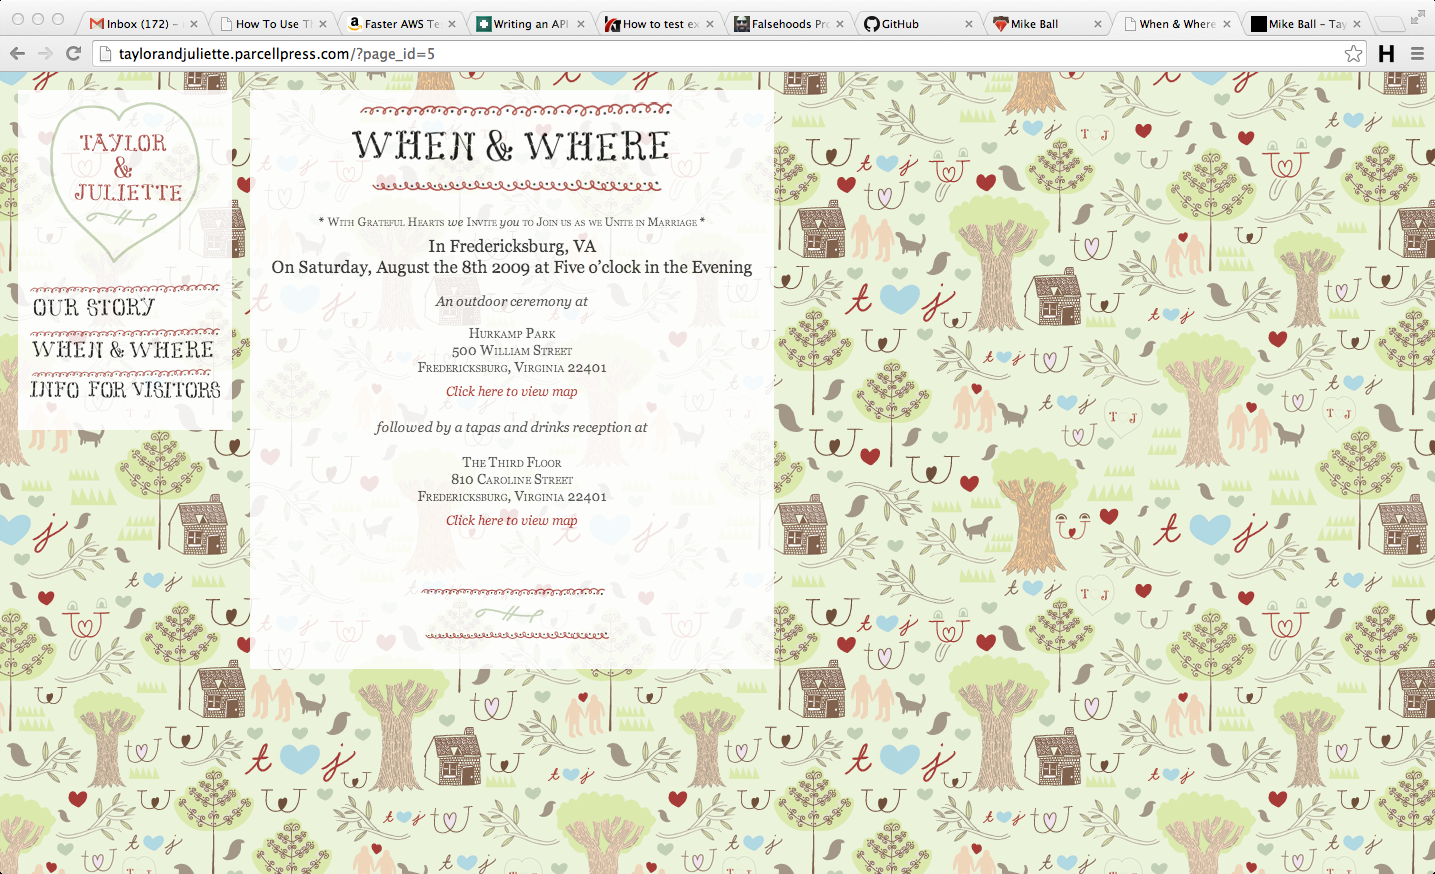 Inbox (172) –
How To Use Th
Faster AWS Te
Writing an API
How to test ex
Falsehoods Pro
GitHub
Mike Ball
When & Where
Mike Ball – Tay
taylorandjuliette.parcellpress.com/?page_id=5
H
TAYLOR
&
JULIETTE
OUR STORY
WHEN & WHERE
INFO FOR VISITORS
WHEN & WHERE
* With Grateful Hearts we Invite you to Join us as we Unite in Marriage *
In Fredericksburg, VA
On Saturday, August the 8th 2009 at Five o’clock in the Evening
An outdoor ceremony at
Hurkamp Park
500 William Street
Fredericksburg, Virginia 22401
Click here to view map
followed by a tapas and drinks reception at
The Third Floor
810 Caroline Street
Fredericksburg, Virginia 22401
Click here to view map
t j
T J